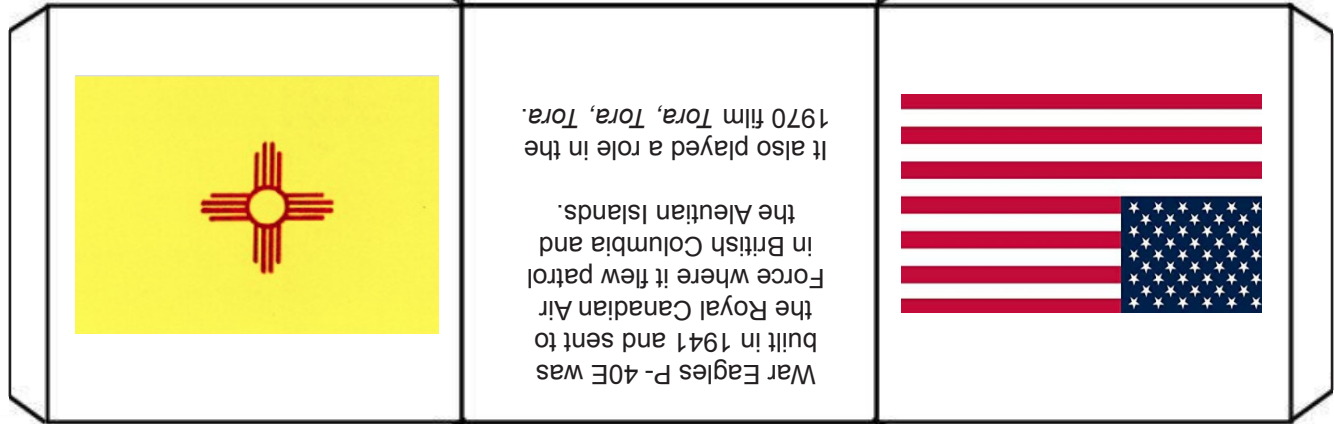 War Eagles P- 40E was
built in 1941 and sent to
the Royal Canadian Air
Force where it flew patrol
in British Columbia and
the Aleutian Islands.
It also played a role in the
1970 film Tora, Tora, Tora.